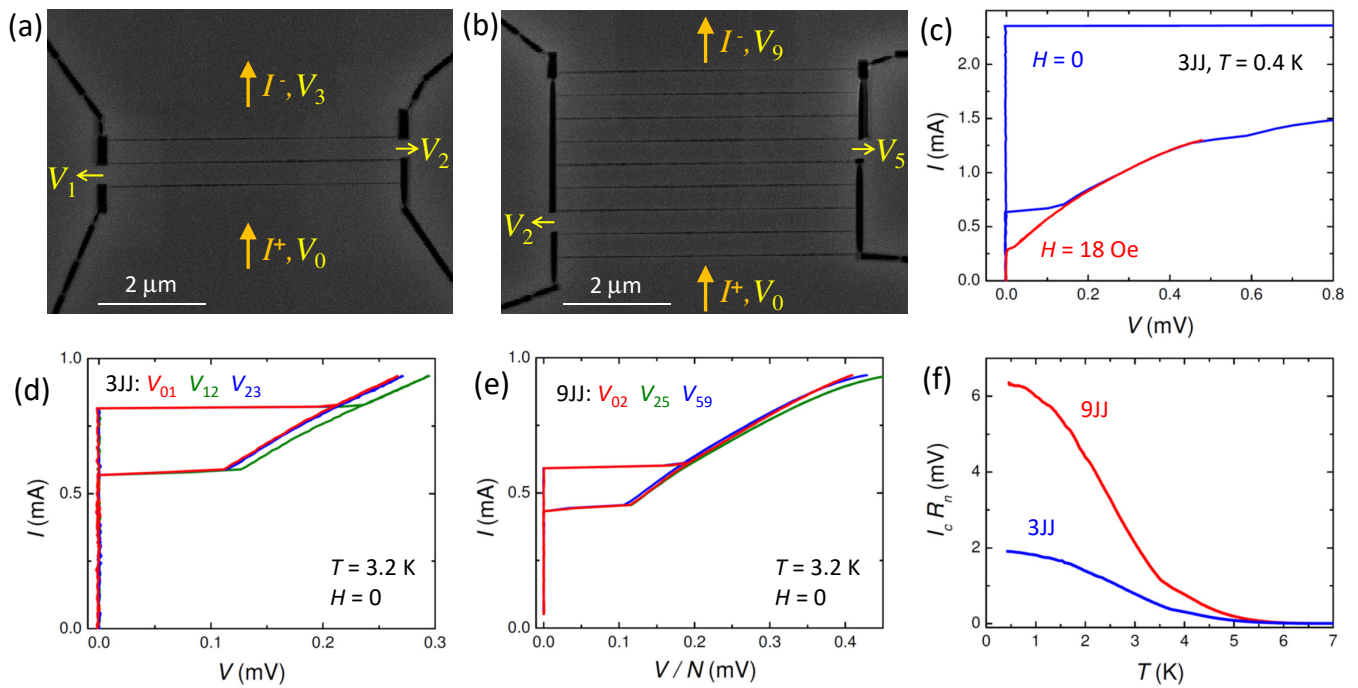 (a)
I⁻, V₃
V₂
V₁
I⁺, V₀
2 μm
(b)
I⁻, V₉
V₅
V₂
I⁺, V₀
2 μm
(c)
2.0
1.5
1.0
0.5
0.0
I (mA)
H = 0
3JJ, T = 0.4 K
H = 18 Oe
0.0 0.2 0.4 0.6 0.8
V (mV)
(d)
1.0
0.5
0.0
I (mA)
3JJ: V₀₁ V₁₂ V₂₃
T = 3.2 K
H = 0
0.0 0.1 0.2 0.3
V (mV)
(e)
1.0
0.5
0.0
I (mA)
9JJ: V₀₂ V₂₅ V₅₉
T = 3.2 K
H = 0
0.0 0.1 0.2 0.3 0.4
V / N (mV)
(f)
6
4
2
0
I_c R_n (mV)
9JJ
3JJ
0 1 2 3 4 5 6 7
T (K)